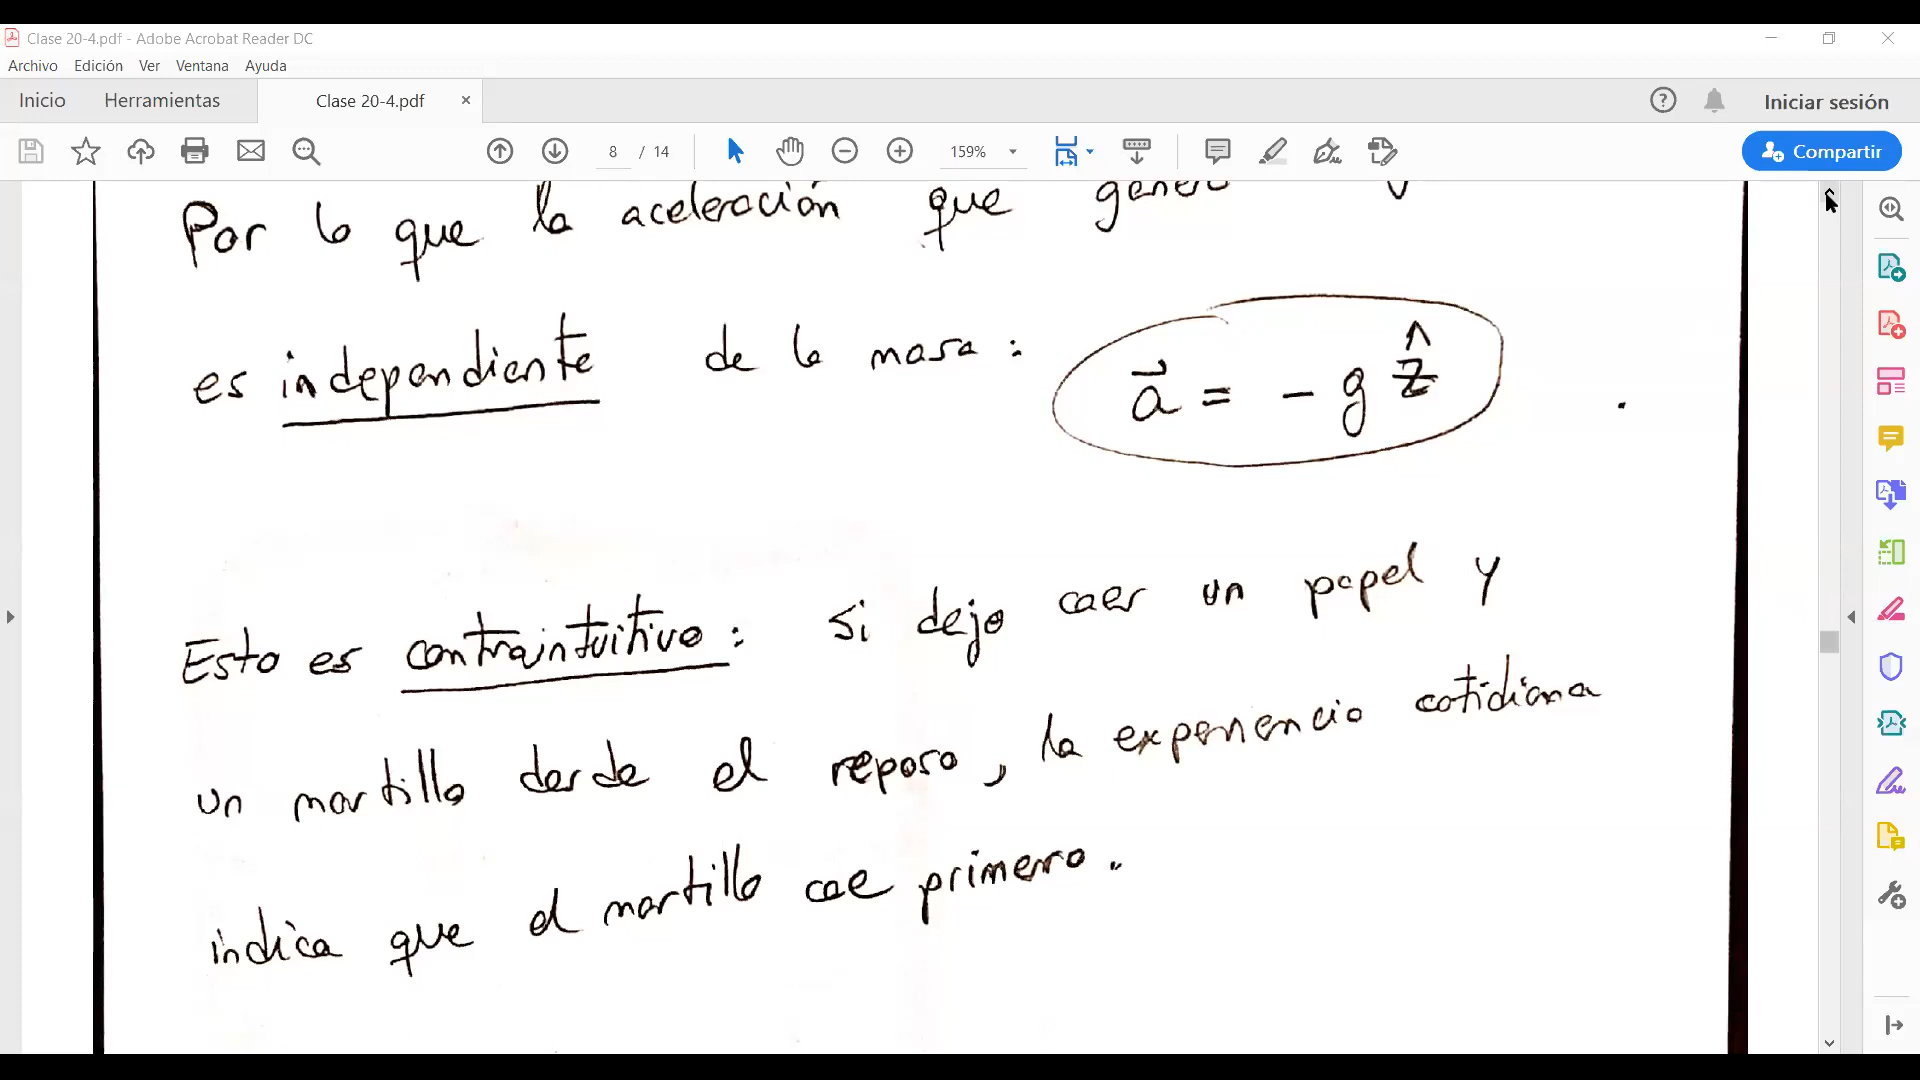 Clase 20-4.pdf - Adobe Acrobat Reader DC
Archivo Edición Ver Ventana Ayuda
Inicio Herramientas Clase 20-4.pdf × Iniciar sesión
8 / 14 159% Compartir
Por lo que la aceleración que
es independiente de la masa: a⃗ = - g ẑ .
Esto es contraintuitivo: si dejo caer un papel y
un martillo desde el reposo, la experiencia cotidiana
indica que el martillo cae primero.